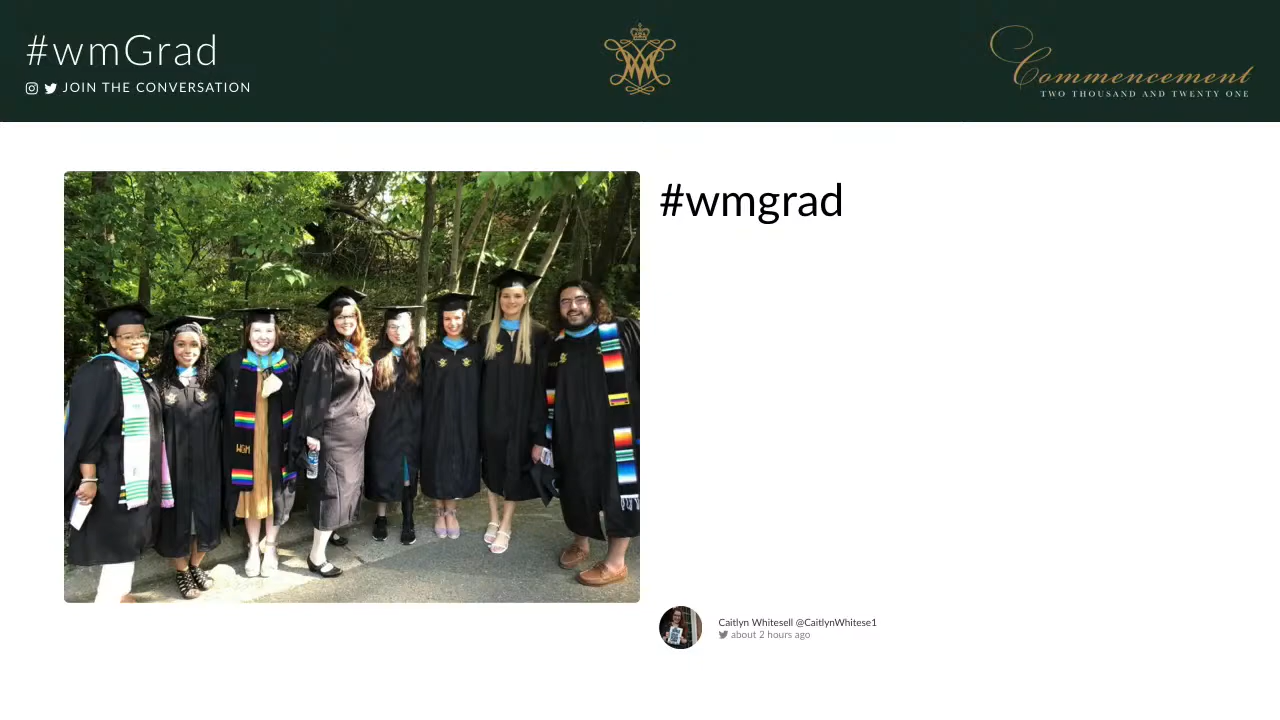 #wmGrad
JOIN THE CONVERSATION
Commencement
TWO THOUSAND AND TWENTY ONE
#wmgrad
W&M
Caitlyn Whitesell @CaitlynWhitese1
about 2 hours ago